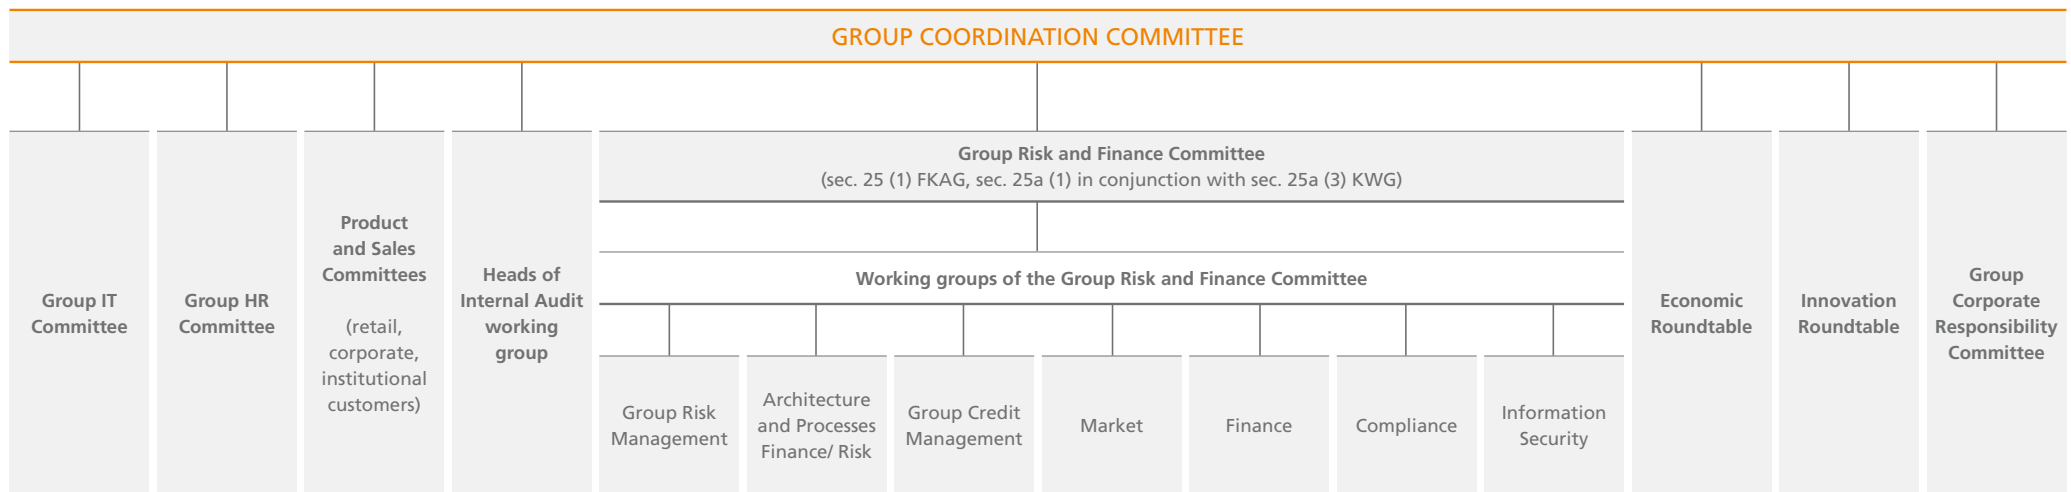 GROUP COORDINATION COMMITTEE
Group IT
Committee
Group HR
Committee
Product
and Sales
Committees
(retail,
corporate,
institutional
customers)
Heads of
Internal Audit
working
group
Group Risk and Finance Committee
(sec. 25 (1) FKAG, sec. 25a (1) in conjunction with sec. 25a (3) KWG)
Working groups of the Group Risk and Finance Committee
Group Risk
Management
Architecture
and Processes
Finance/ Risk
Group Credit
Management
Market
Finance
Compliance
Information
Security
Economic
Roundtable
Innovation
Roundtable
Group
Corporate
Responsibility
Committee